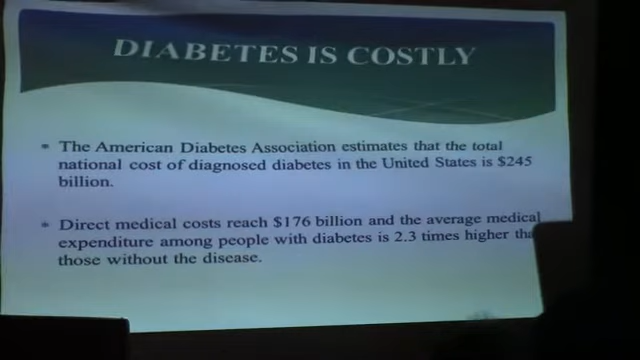 DIABETES IS COSTLY
* The American Diabetes Association estimates that the total
national cost of diagnosed diabetes in the United States is $245
billion.
* Direct medical costs reach $176 billion and the average medical
expenditure among people with diabetes is 2.3 times higher tha
those without the disease.